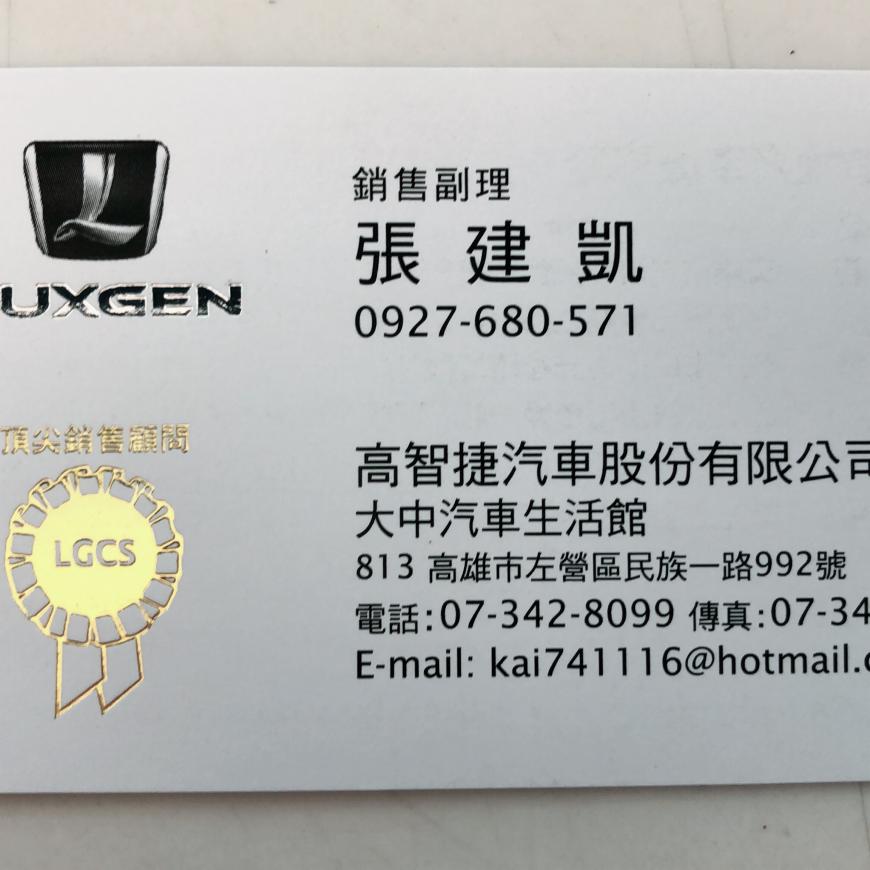 銷售副理
張建凱
0927-680-571
UXGEN
頂尖銷售顧問
LGCS
高智捷汽車股份有限公司
大中汽車生活館
813 高雄市左營區民族一路992號
電話:07-342-8099 傳真:07-34
E-mail: kai741116@hotmail.c